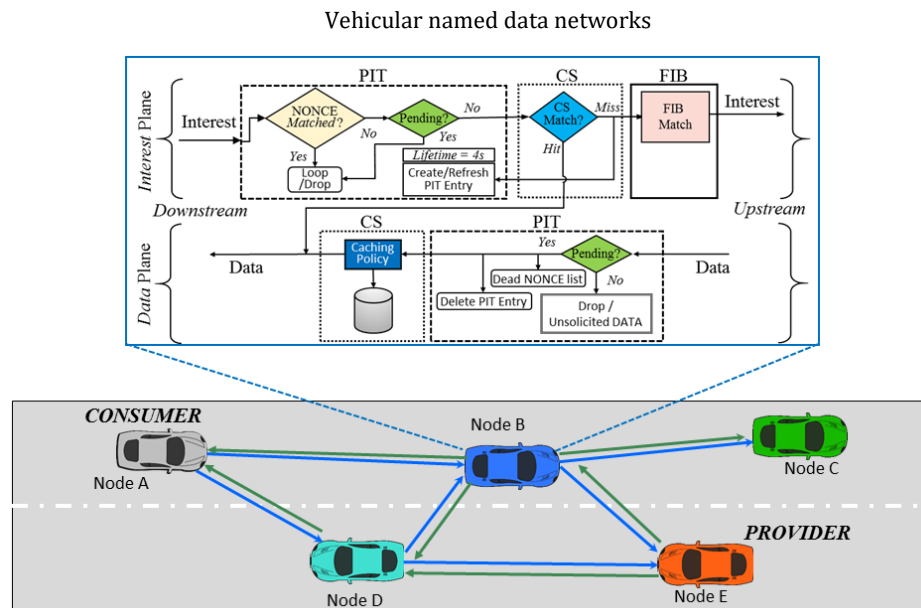 Vehicular named data networks
PIT
CS
FIB
Interest Plane
Interest
NONCE
Matched?
No
Pending?
No
Yes
Yes
Loop
/Drop
Lifetime = 4s
Create/Refresh
PIT Entry
CS
Match?
Miss
Hit
FIB
Match
Interest
Downstream
Upstream
CS
PIT
Data Plane
Data
Caching
Policy
Yes
Pending?
No
Data
Dead NONCE list
Delete PIT Entry
Drop /
Unsolicited DATA
CONSUMER
Node A
Node B
Node C
PROVIDER
Node D
Node E